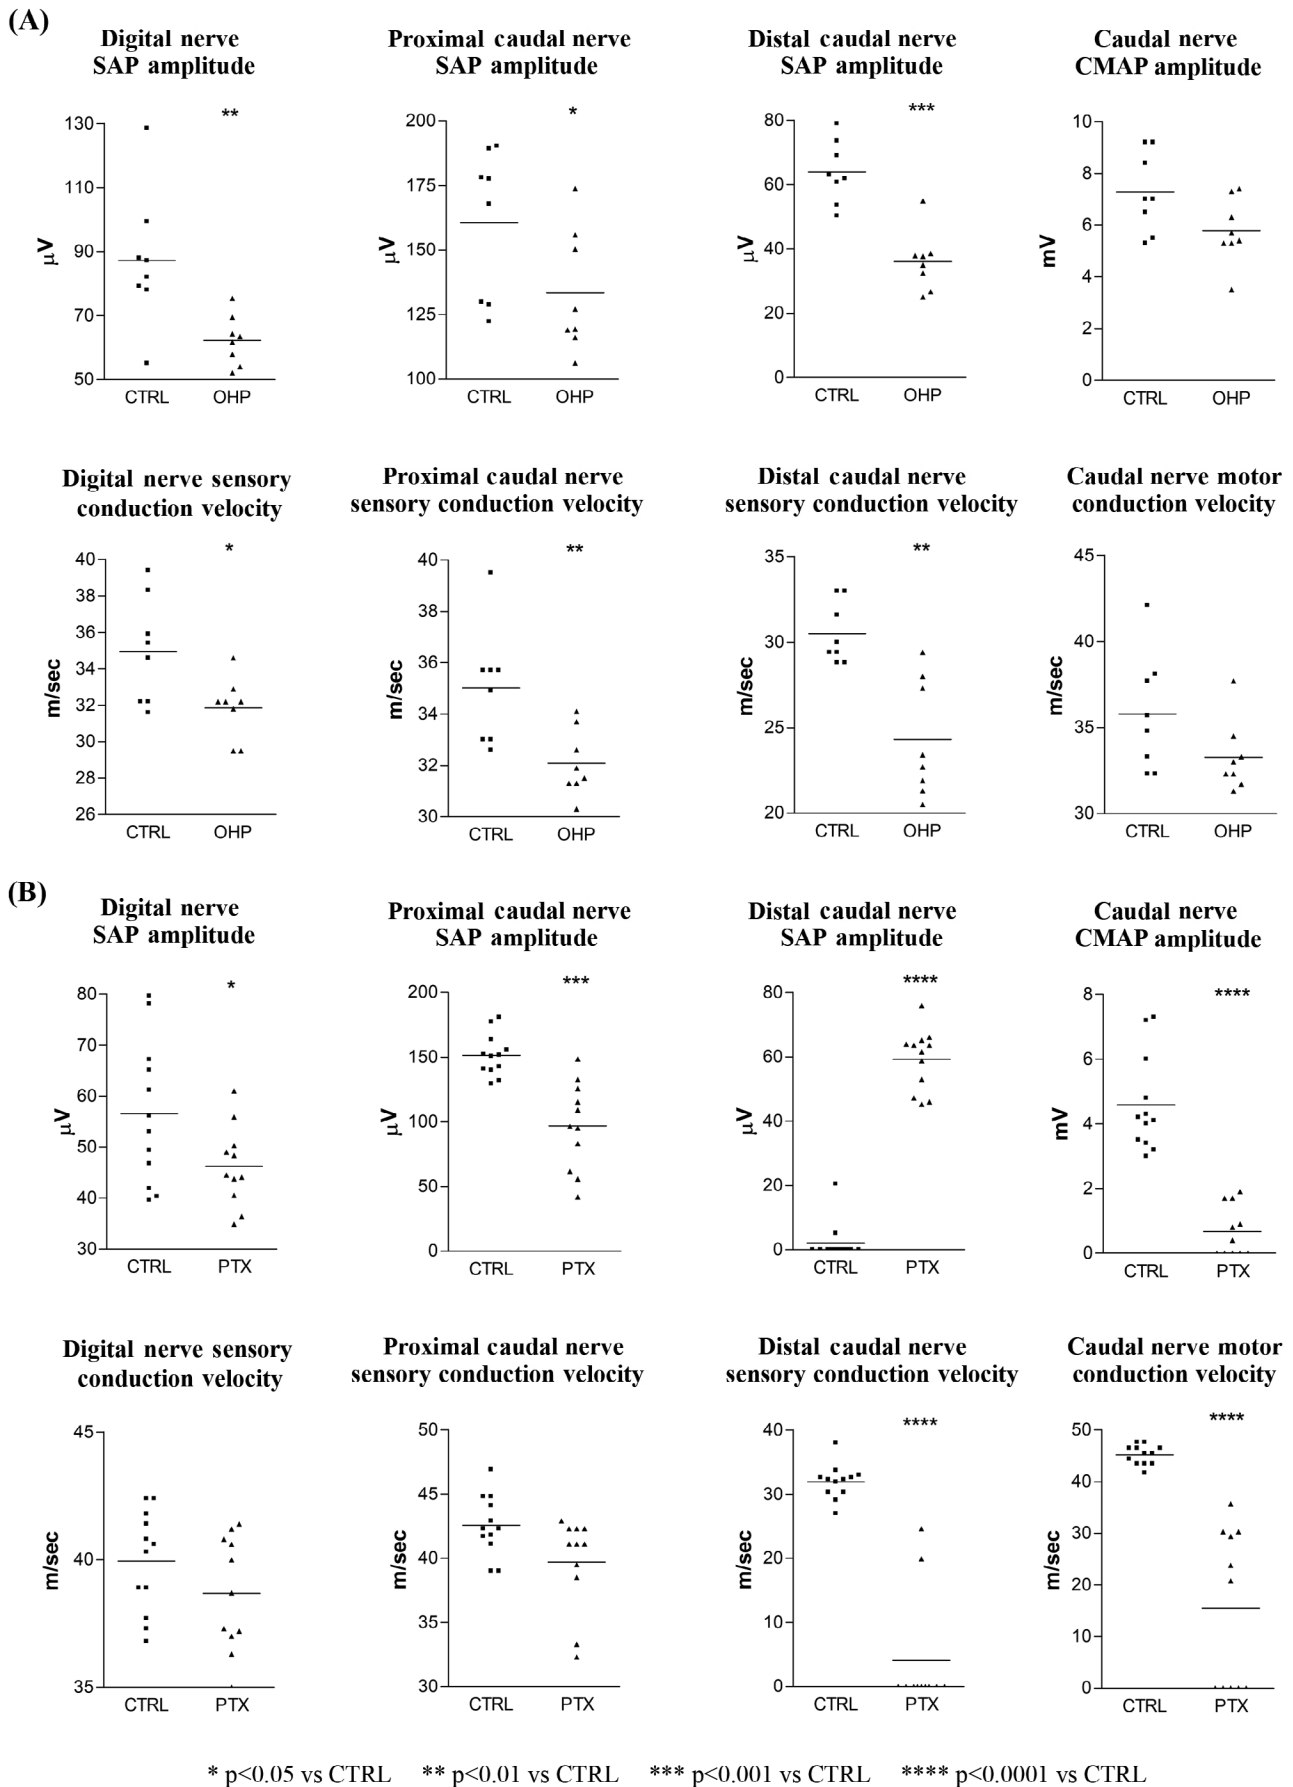 (A)
Digital nerve
SAP amplitude
Proximal caudal nerve
SAP amplitude
Distal caudal nerve
SAP amplitude
Caudal nerve
CMAP amplitude
**
130
110
90
70
50
µV
CTRL OHP
*
200
175
150
125
100
µV
CTRL OHP
***
80
60
40
20
0
µV
CTRL OHP
10
8
6
4
2
0
mV
CTRL OHP
Digital nerve sensory
conduction velocity
Proximal caudal nerve
sensory conduction velocity
Distal caudal nerve
sensory conduction velocity
Caudal nerve motor
conduction velocity
*
40
38
36
34
32
30
28
26
m/sec
CTRL OHP
**
40
38
36
34
32
30
m/sec
CTRL OHP
**
35
30
25
20
m/sec
CTRL OHP
45
40
35
30
m/sec
CTRL OHP
(B)
Digital nerve
SAP amplitude
Proximal caudal nerve
SAP amplitude
Distal caudal nerve
SAP amplitude
Caudal nerve
CMAP amplitude
*
80
70
60
50
40
30
µV
CTRL PTX
***
200
150
100
50
0
µV
CTRL PTX
****
80
60
40
20
0
µV
CTRL PTX
****
8
6
4
2
0
mV
CTRL PTX
Digital nerve sensory
conduction velocity
Proximal caudal nerve
sensory conduction velocity
Distal caudal nerve
sensory conduction velocity
Caudal nerve motor
conduction velocity
45
40
35
m/sec
CTRL PTX
50
45
40
35
30
m/sec
CTRL PTX
****
40
30
20
10
0
m/sec
CTRL PTX
****
50
40
30
20
10
0
m/sec
CTRL PTX
* p<0.05 vs CTRL ** p<0.01 vs CTRL *** p<0.001 vs CTRL **** p<0.0001 vs CTRL